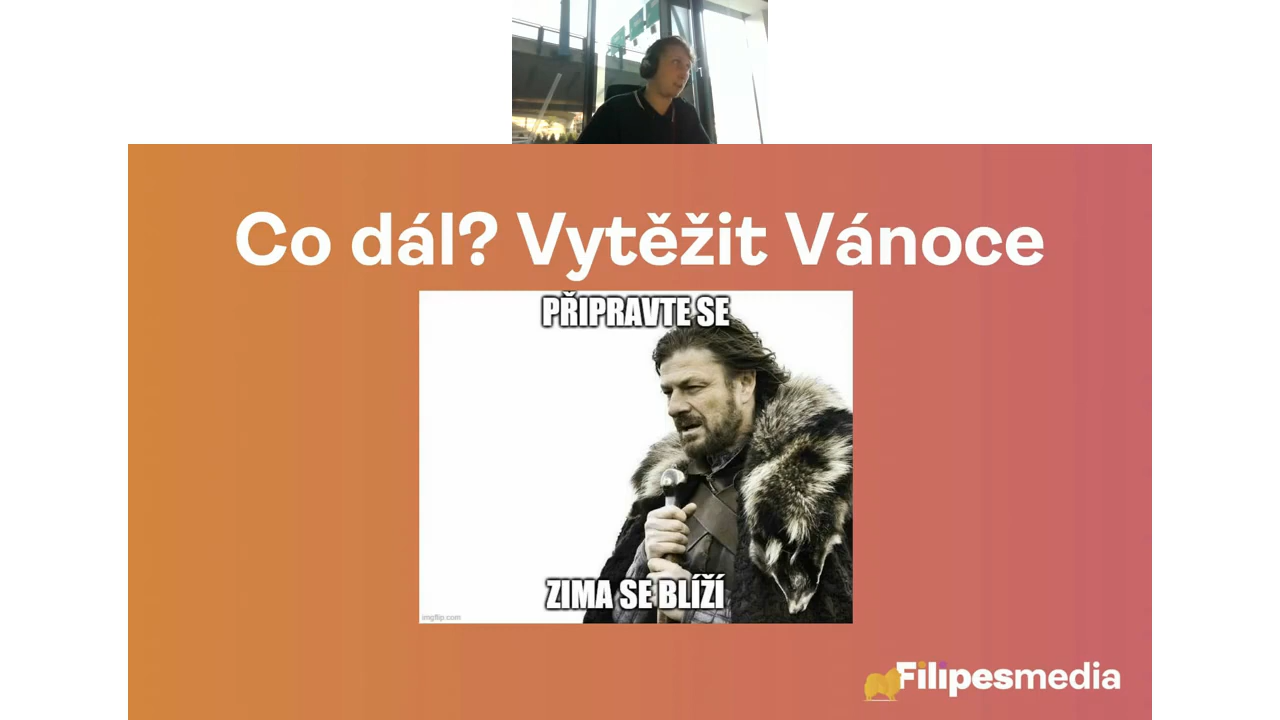 Co dál? Vytěžit Vánoce
PŘIPRAVTE SE
ZIMA SE BLÍŽÍ
imgflip.com
Filipesmedia